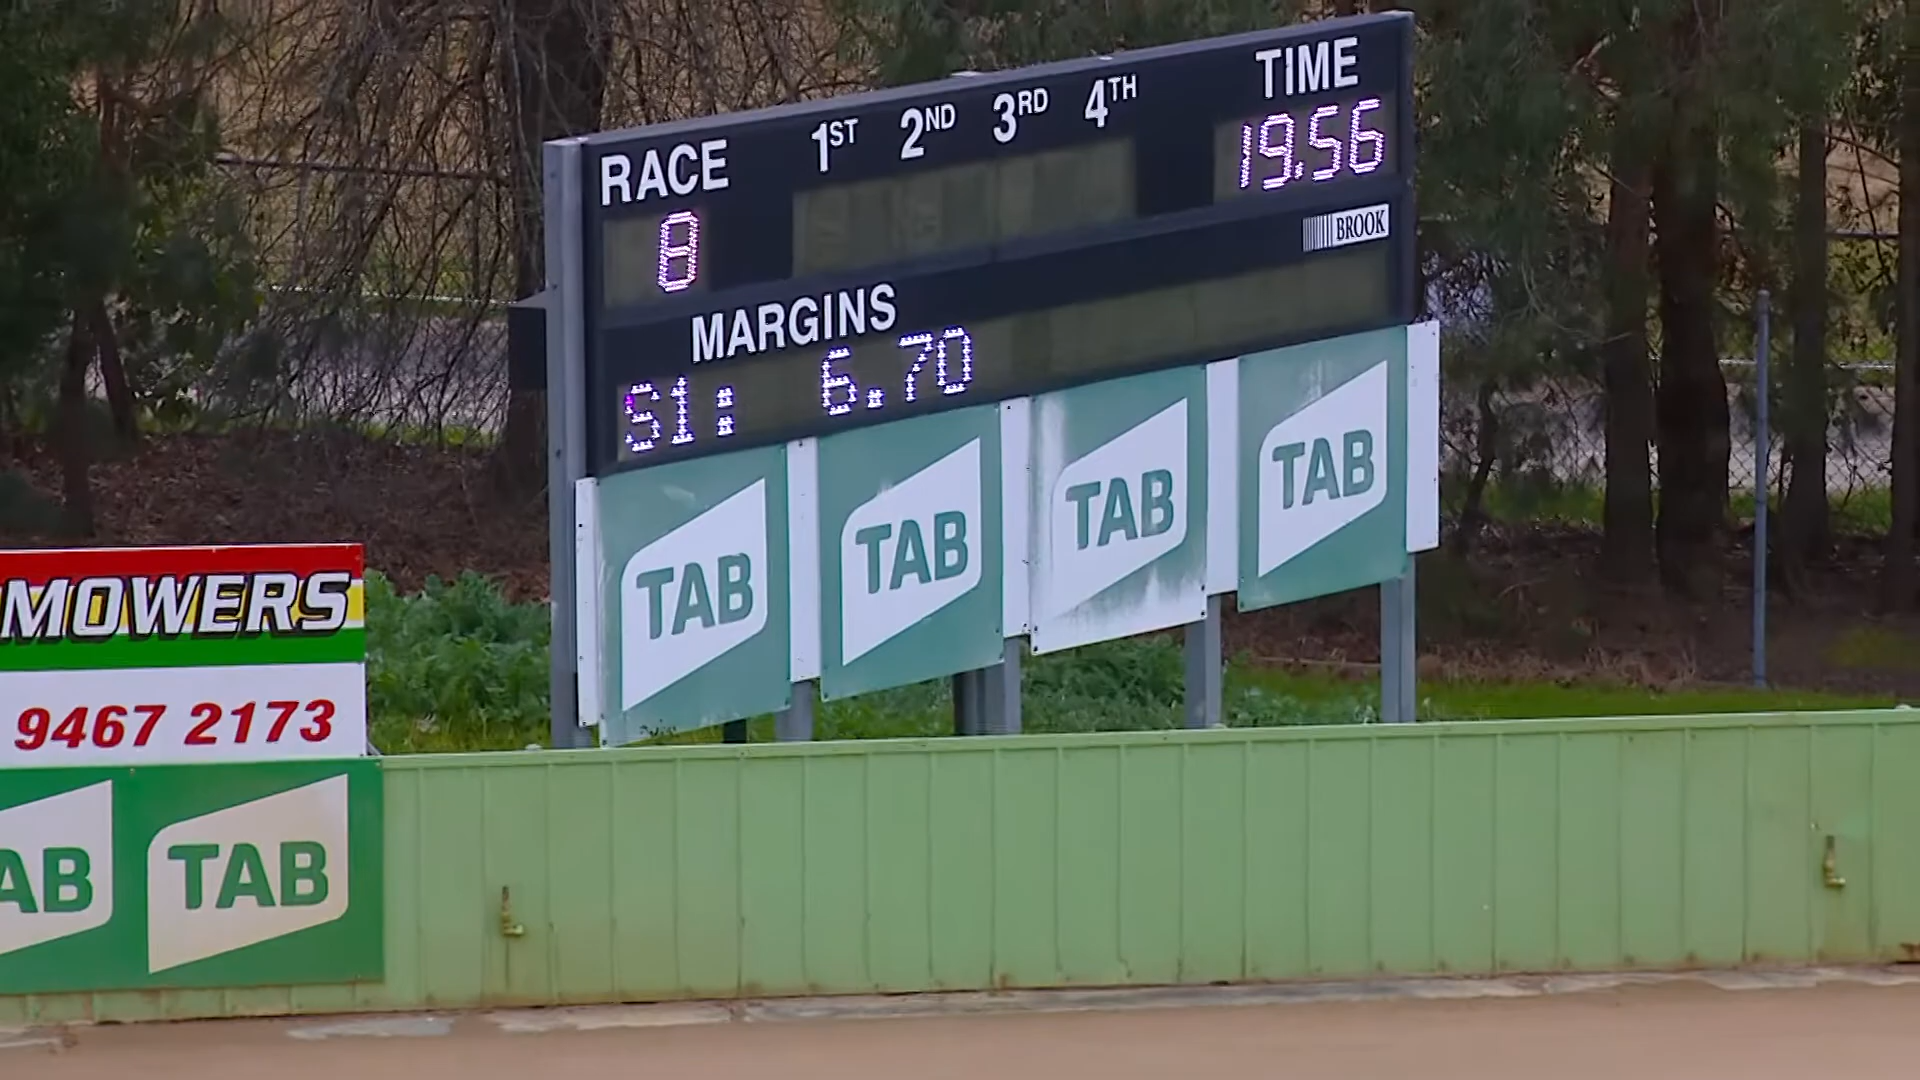 RACE 1ST 2ND 3RD 4TH TIME
8 19.56
BROOK
MARGINS
S1: 6.70
TAB TAB TAB TAB
MOWERS
9467 2173
AB TAB